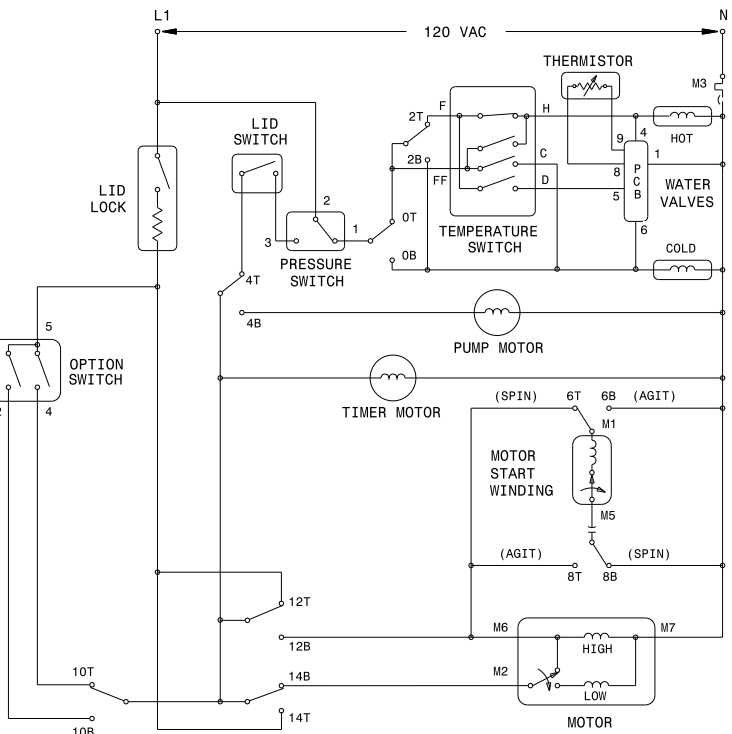 L1
N
120 VAC
THERMISTOR
M3
F
H
2T
LID
SWITCH
4
HOT
9
1
2B
C
8
P
C
B
LID
LOCK
FF
D
5
WATER
VALVES
2
0T
1
3
6
TEMPERATURE
SWITCH
PRESSURE
SWITCH
0B
COLD
4T
4B
5
PUMP MOTOR
OPTION
SWITCH
4
TIMER MOTOR
(SPIN)
6T
6B
(AGIT)
M1
MOTOR
START
WINDING
M5
(AGIT)
(SPIN)
8T
8B
12T
M6
M7
12B
HIGH
10T
14B
M2
LOW
14T
10B
MOTOR